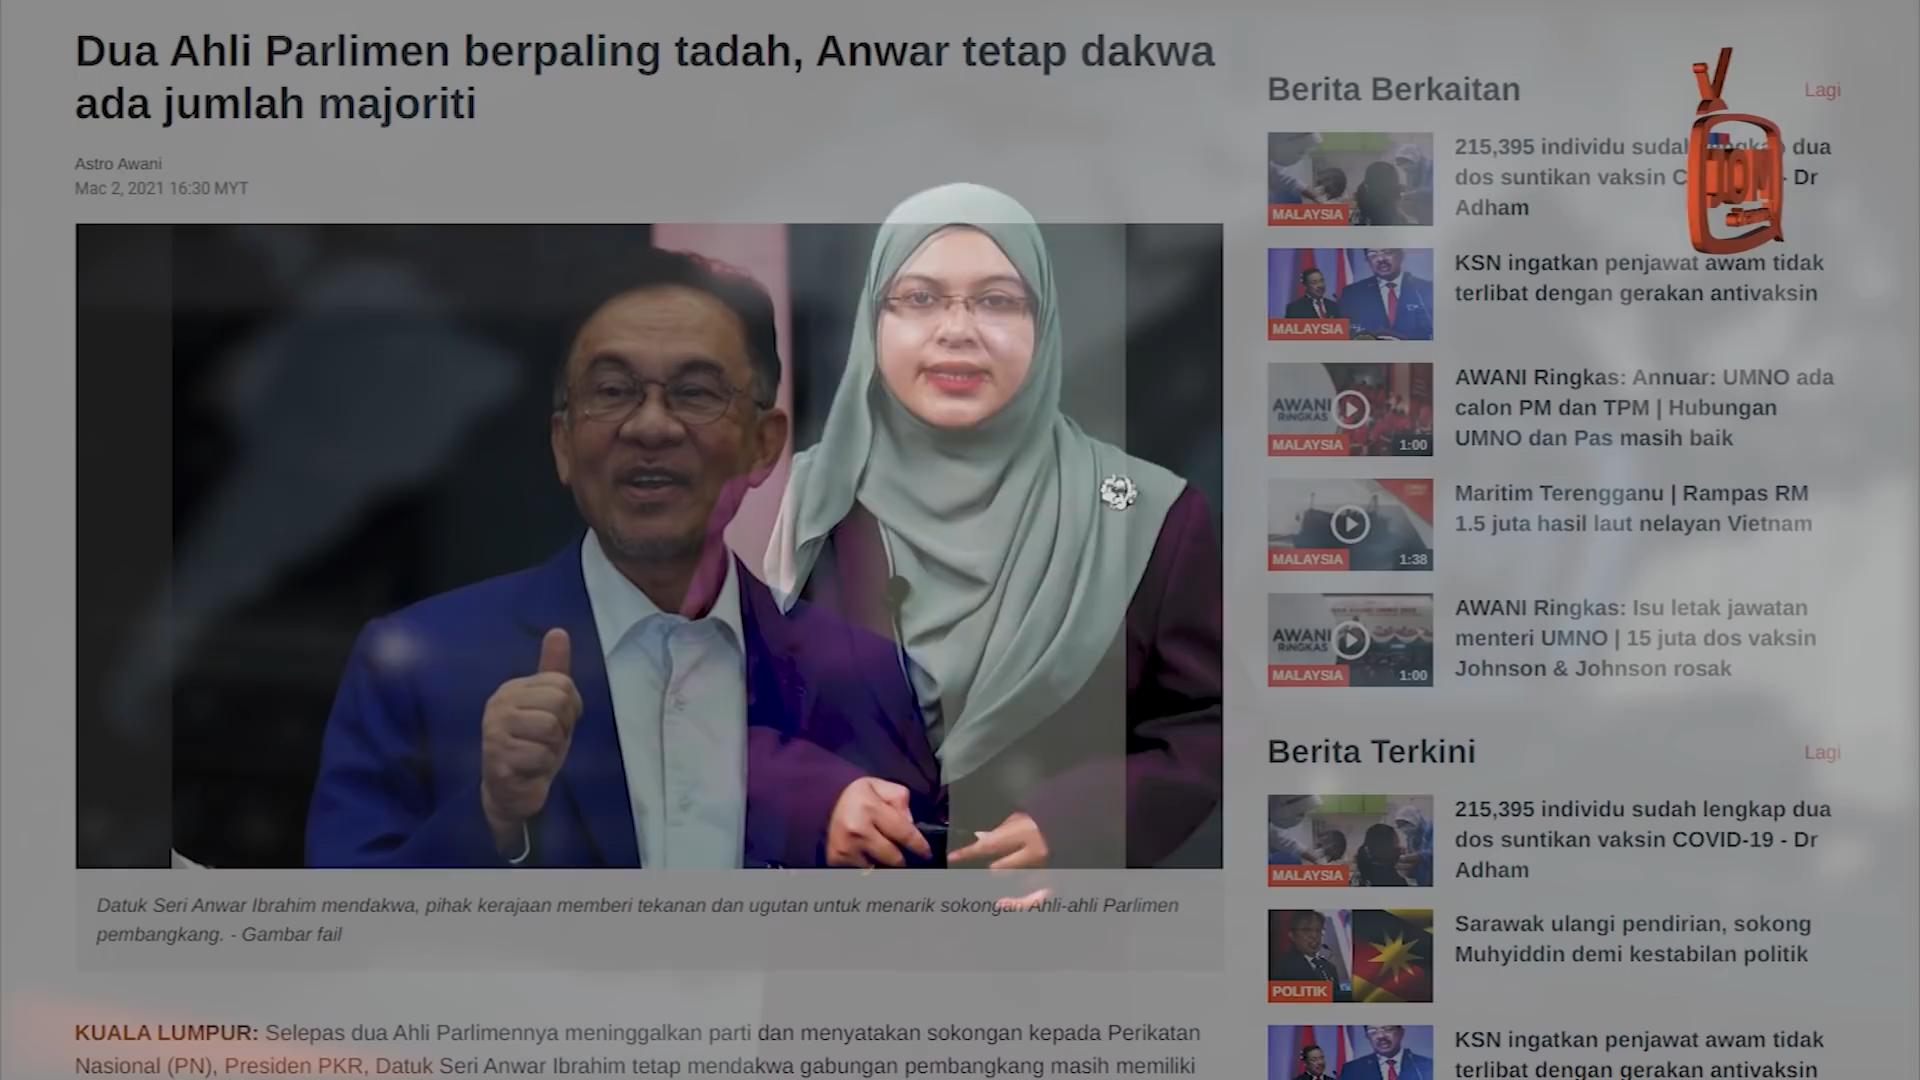 Dua Ahli Parlimen berpaling tadah, Anwar tetap dakwa
ada jumlah majoriti
Astro Awani
Mac 2, 2021 16:30 MYT
Datuk Seri Anwar Ibrahim mendakwa, pihak kerajaan memberi tekanan dan ugutan untuk menarik sokongan Ahli-ahli Parlimen
pembangkang. - Gambar fail
KUALA LUMPUR: Selepas dua Ahli Parlimennya meninggalkan parti dan menyatakan sokongan kepada Perikatan
Nasional (PN), Presiden PKR, Datuk Seri Anwar Ibrahim tetap mendakwa gabungan pembangkang masih memiliki
Berita Berkaitan
Lagi
215,395 individu sudah lengkap dua
dos suntikan vaksin - Dr
Adham
MALAYSIA
KSN ingatkan penjawat awam tidak
terlibat dengan gerakan antivaksin
MALAYSIA
AWANI Ringkas: Annuar: UMNO ada
calon PM dan TPM | Hubungan
UMNO dan Pas masih baik
AWANI
RINGKAS
MALAYSIA
1:00
Maritim Terengganu | Rampas RM
1.5 juta hasil laut nelayan Vietnam
MALAYSIA
1:38
AWANI Ringkas: Isu letak jawatan
menteri UMNO | 15 juta dos vaksin
Johnson & Johnson rosak
AWANI
RINGKAS
MALAYSIA
1:00
Berita Terkini
Lagi
215,395 individu sudah lengkap dua
dos suntikan vaksin COVID-19 - Dr
Adham
MALAYSIA
Sarawak ulangi pendirian, sokong
Muhyiddin demi kestabilan politik
POLITIK
KSN ingatkan penjawat awam tidak
terlibat dengan gerakan antivaksin